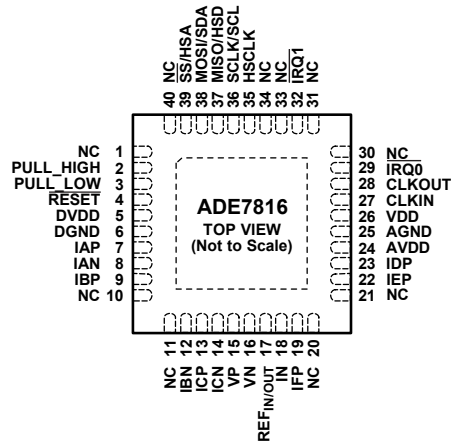 40 NC
39 SS/HSA
38 MOSI/SDA
37 MISO/HSD
36 SCLK/SCL
35 HSCLK
34 NC
33 NC
32 IRQ1
31 NC
NC 1
PULL_HIGH 2
PULL_LOW 3
RESET 4
DVDD 5
DGND 6
IAP 7
IAN 8
IBP 9
NC 10
ADE7816
TOP VIEW
(Not to Scale)
30 NC
29 IRQ0
28 CLKOUT
27 CLKIN
26 VDD
25 AGND
24 AVDD
23 IDP
22 IEP
21 NC
NC 11
IBN 12
ICP 13
ICN 14
VP 15
VN 16
REFIN/OUT 17
IN 18
IFP 19
NC 20